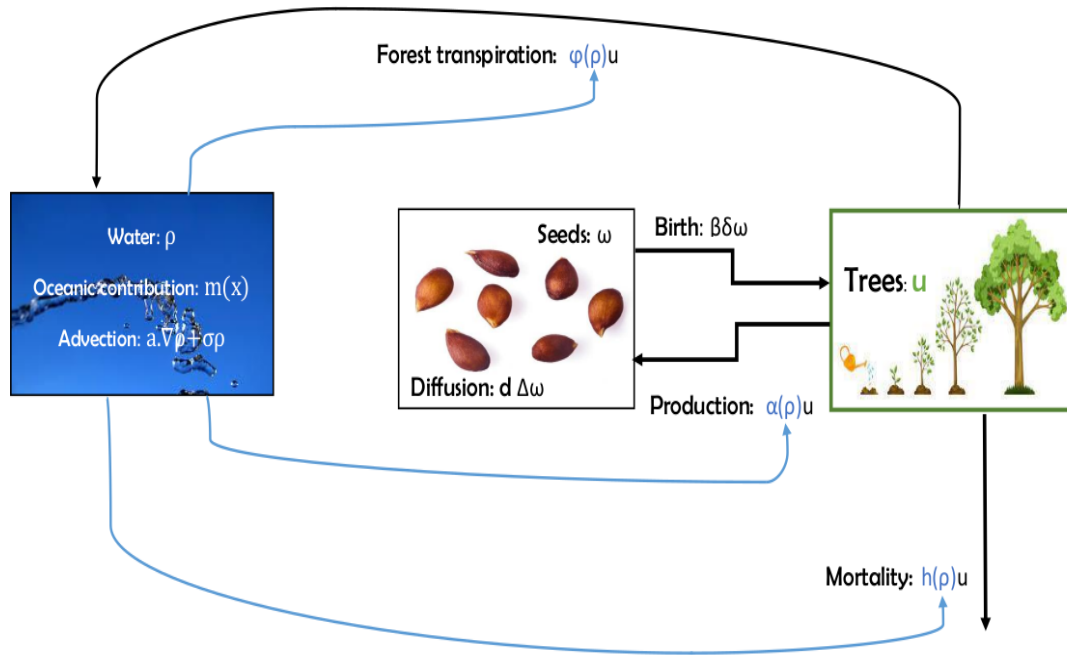 Forest transpiration: φ(ρ)u
Water: ρ
Oceanic contribution: m(x)
Advection: a.∇ρ+σρ
Seeds: ω
Diffusion: d Δω
Birth: βδω
Trees: u
Production: α(ρ)u
Mortality: h(ρ)u